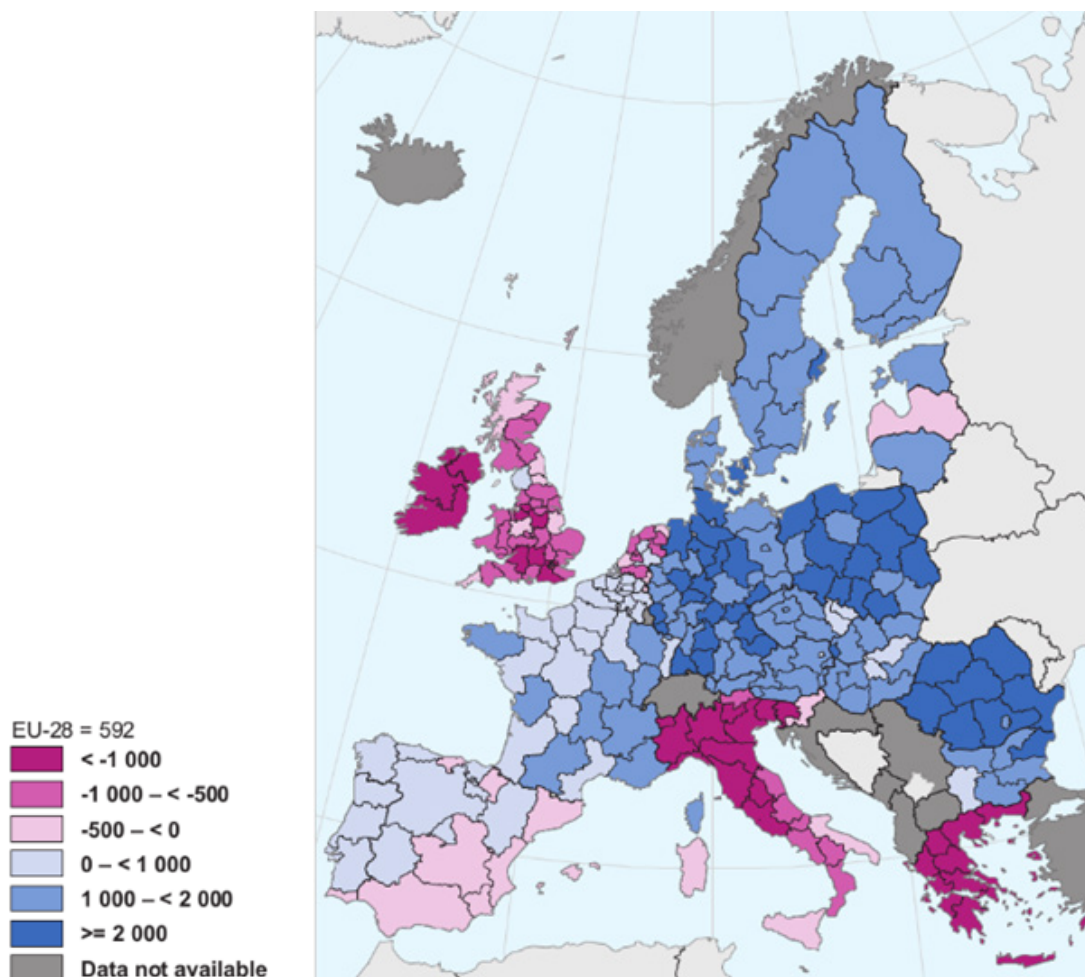 EU-28 = 592
< -1 000
-1 000 – < -500
-500 – < 0
0 – < 1 000
1 000 – < 2 000
>= 2 000
Data not available